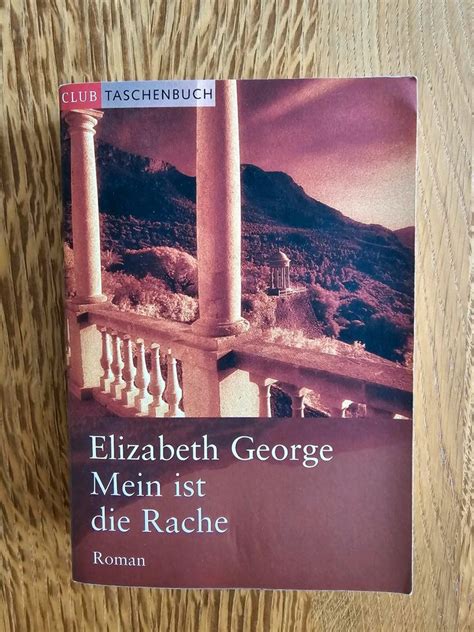 CLUB TASCHENBUCH
Elizabeth George
Mein ist
die Rache
Roman